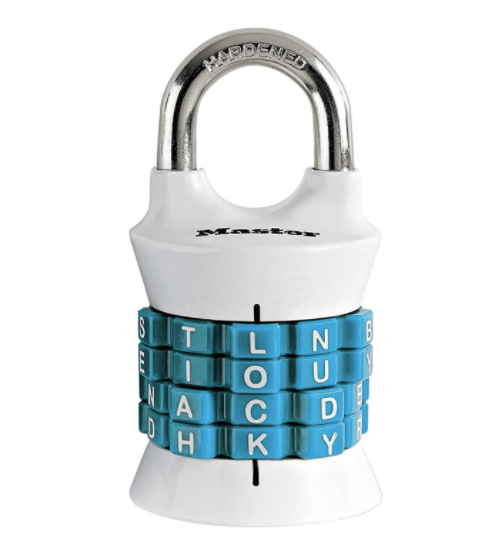 HARDENED
Master
S T L N B
E I O U Y
N A C D B
D H K Y R